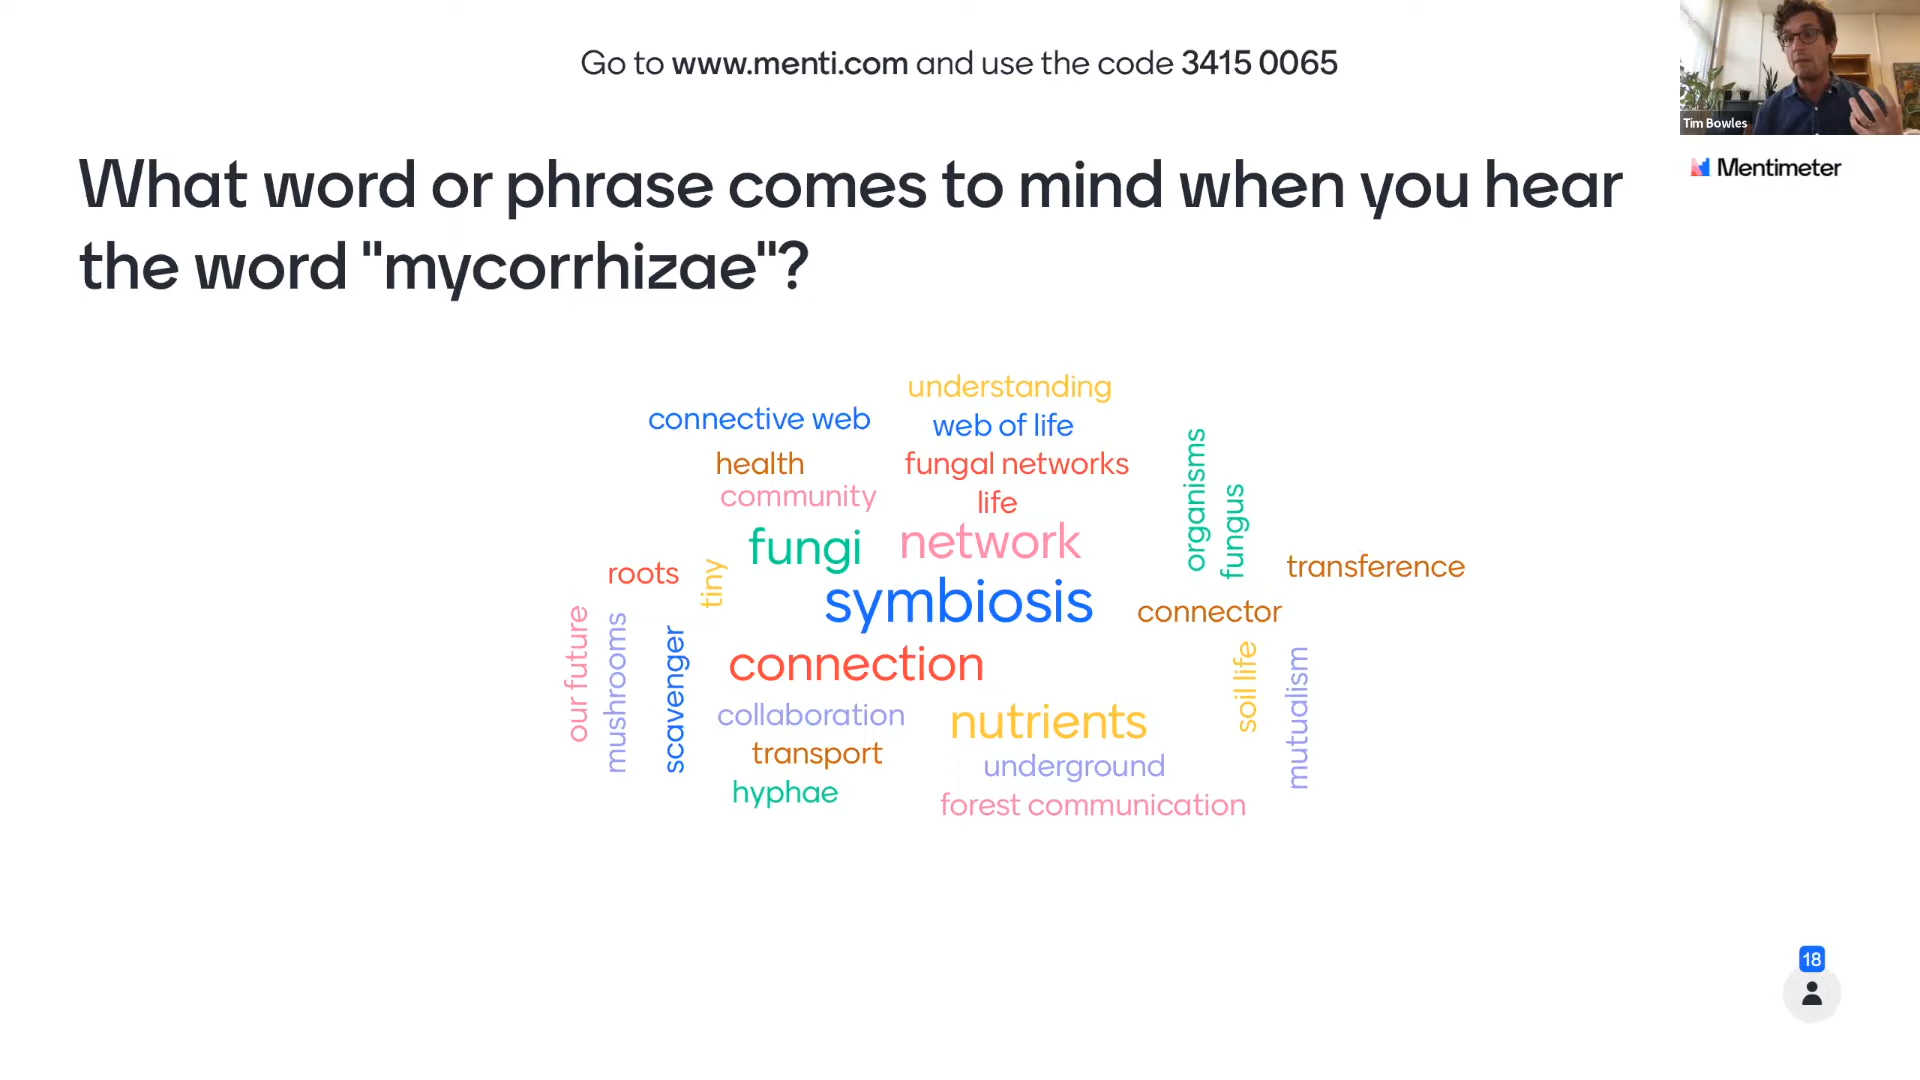 Go to www.menti.com and use the code 3415 0065
Tim Bowles
Mentimeter
What word or phrase comes to mind when you hear
the word "mycorrhizae"?
understanding
connective web
web of life
health
fungal networks
community
life
organisms
fungus
fungi
network
roots
tiny
transference
symbiosis
connector
our future
mushrooms
scavenger
connection
soil life
mutualism
collaboration
nutrients
transport
underground
hyphae
forest communication
18